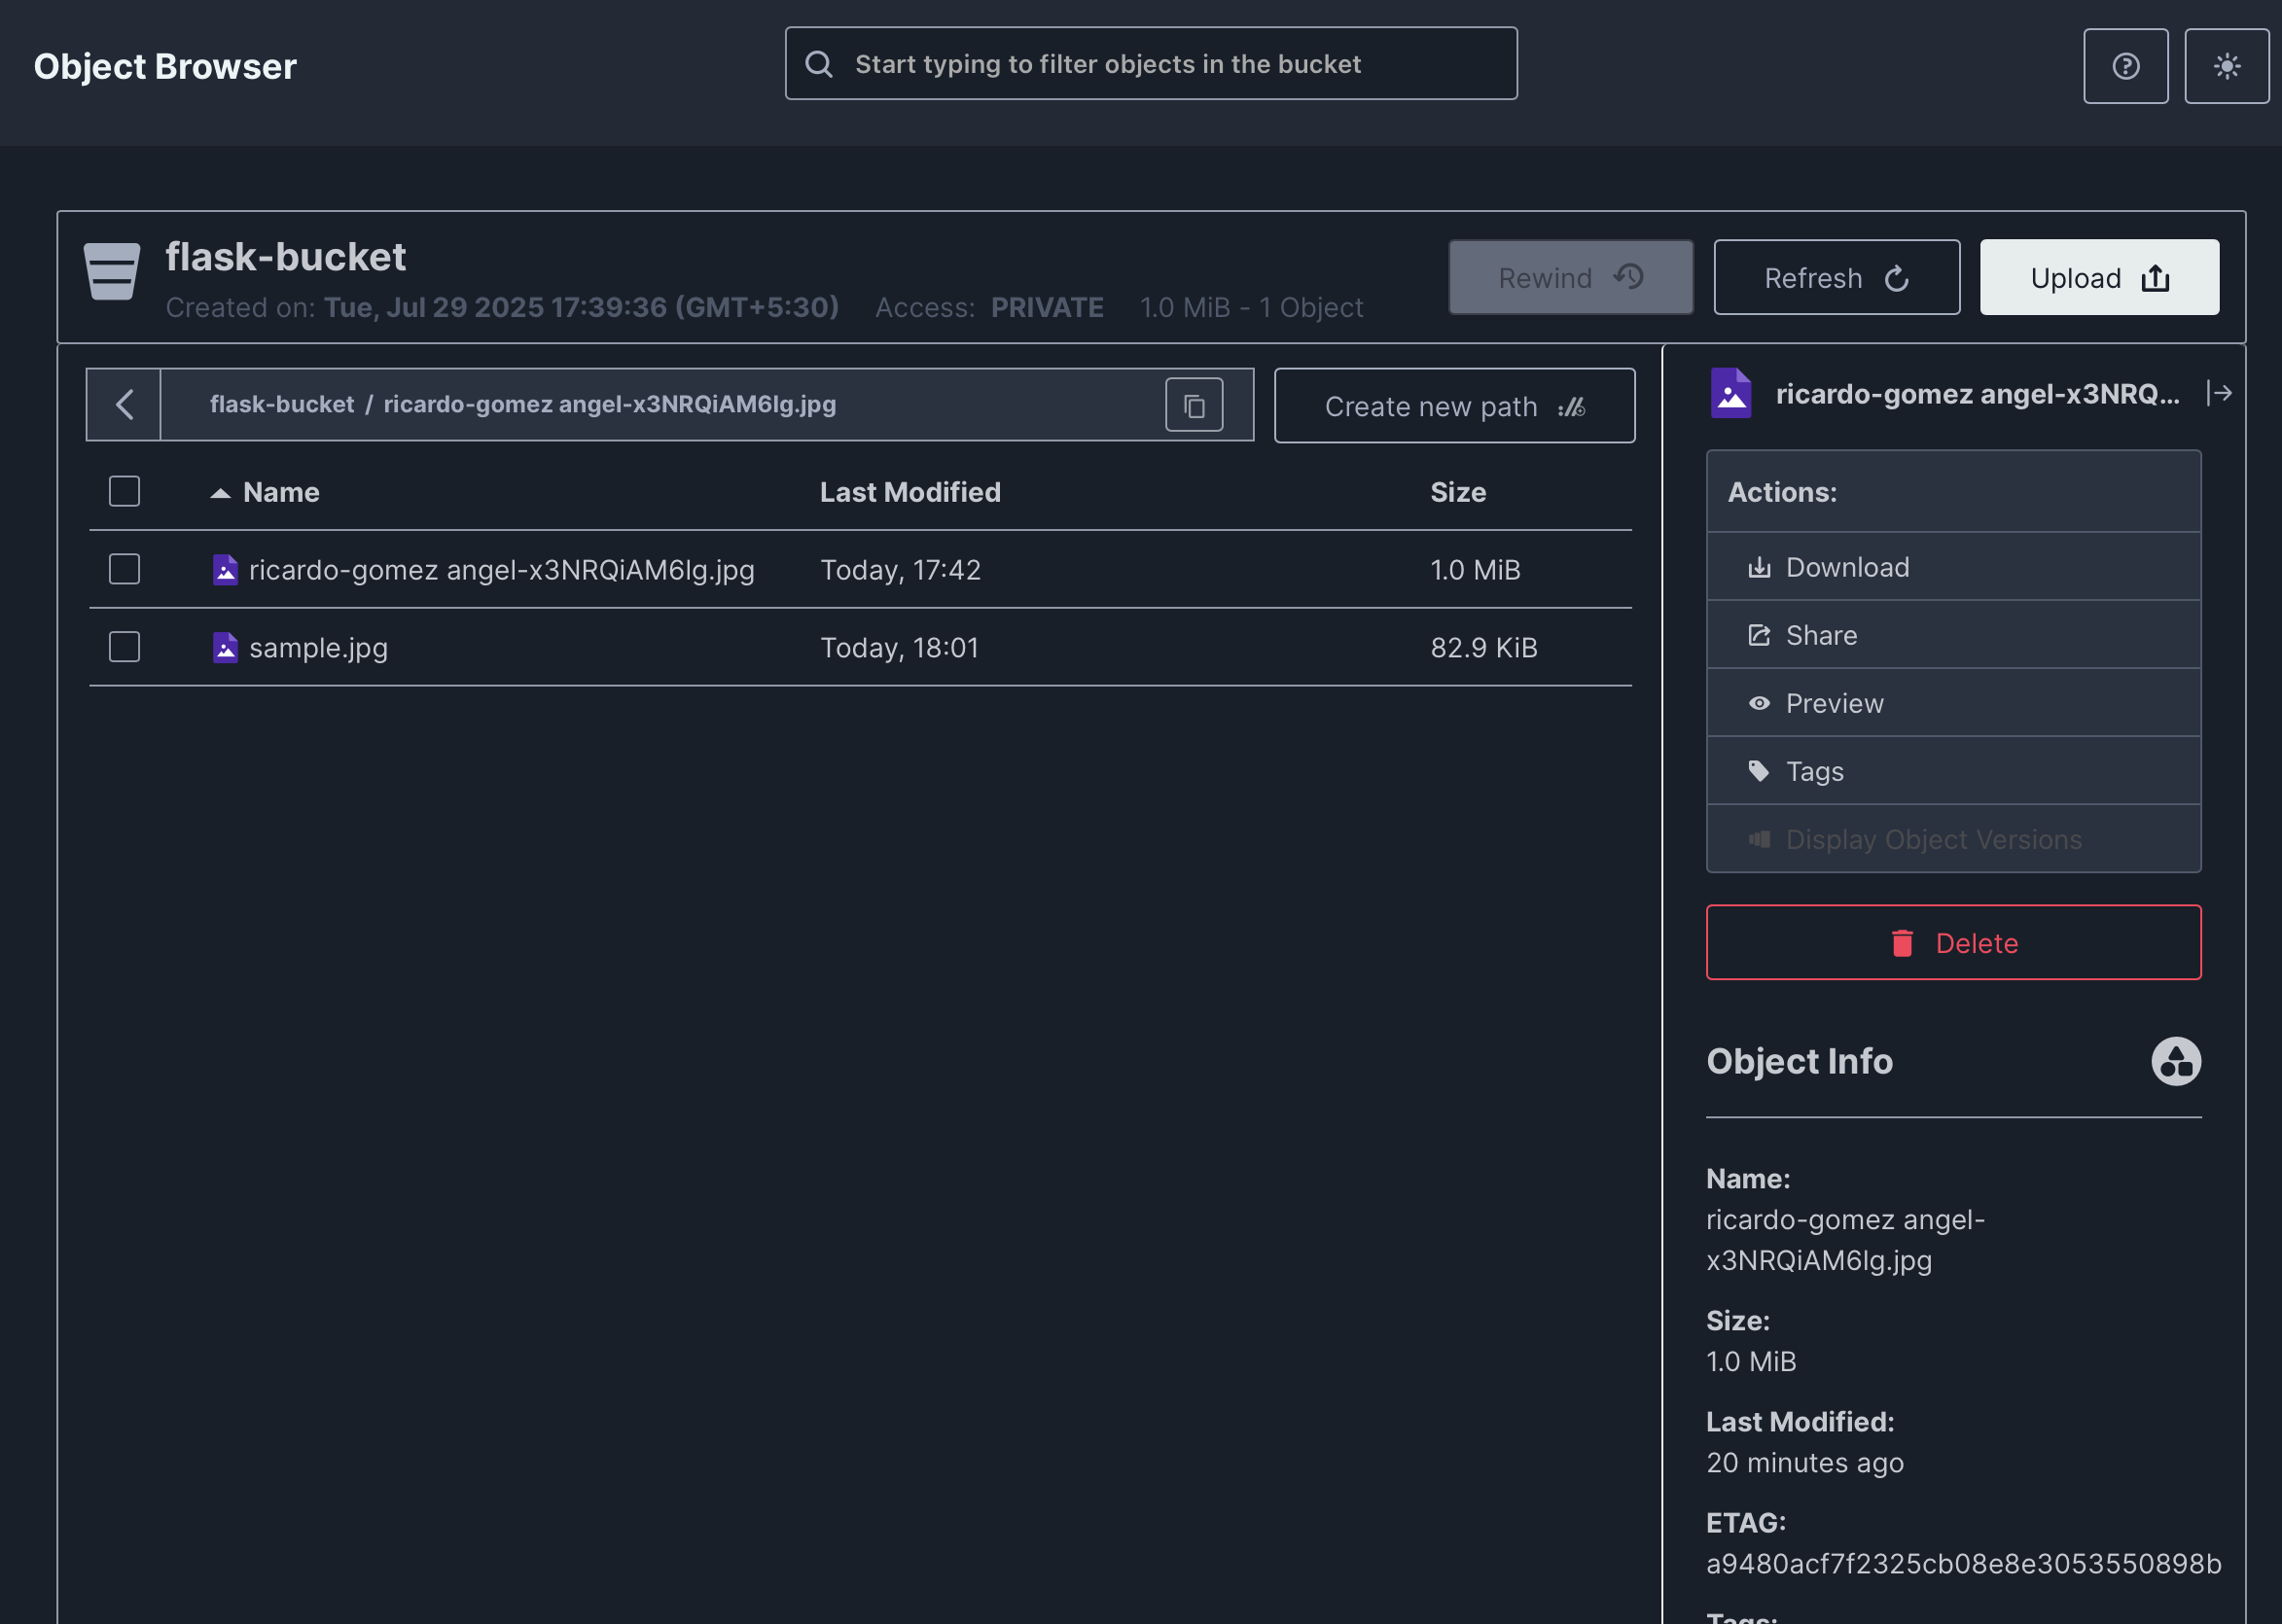 Object Browser
Start typing to filter objects in the bucket
flask-bucket
Created on: Tue, Jul 29 2025 17:39:36 (GMT+5:30) Access: PRIVATE 1.0 MiB - 1 Object
Rewind
Refresh
Upload
flask-bucket / ricardo-gomez angel-x3NRQiAM6lg.jpg
Create new path
Name Last Modified Size
ricardo-gomez angel-x3NRQiAM6lg.jpg Today, 17:42 1.0 MiB
sample.jpg Today, 18:01 82.9 KiB
ricardo-gomez angel-x3NRQ...
Actions:
Download
Share
Preview
Tags
Display Object Versions
Delete
Object Info
Name:
ricardo-gomez angel-
x3NRQiAM6lg.jpg
Size:
1.0 MiB
Last Modified:
20 minutes ago
ETAG:
a9480acf7f2325cb08e8e3053550898b
Tags: